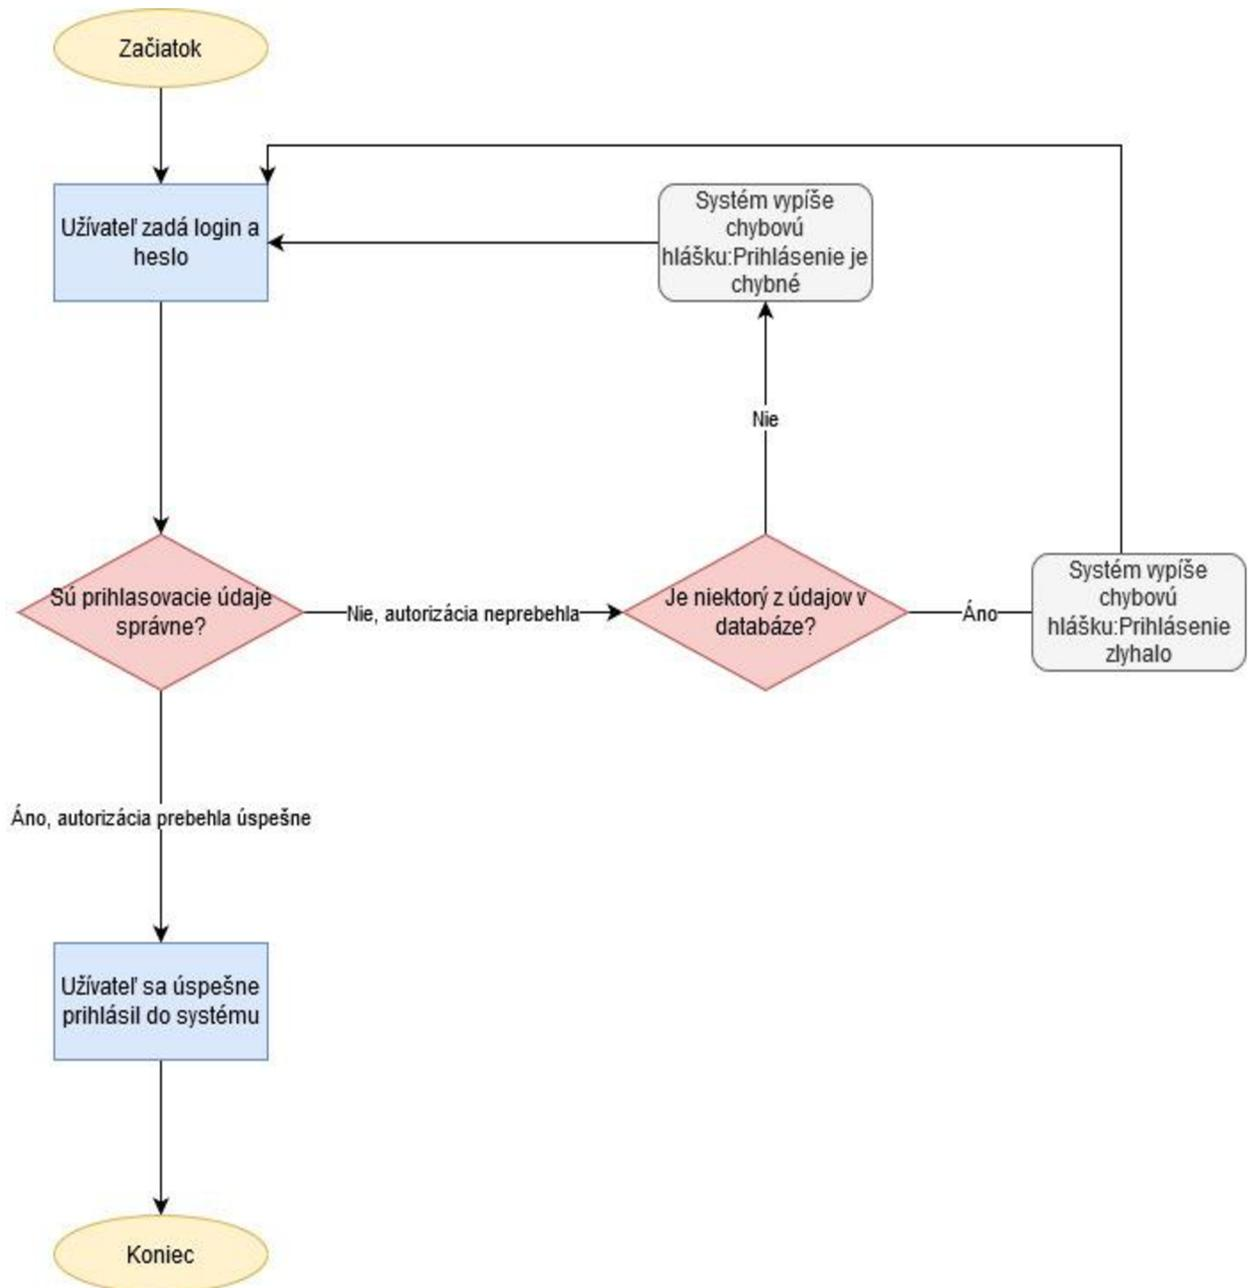 Začiatok
Užívateľ zadá login a
heslo
Systém vypíše
chybovú
hlášku:Prihlásenie je
chybné
Nie
Sú prihlasovacie údaje
správne?
Nie, autorizácia neprebehla
Je niektorý z údajov v
databáze?
Áno
Systém vypíše
chybovú
hlášku:Prihlásenie
zlyhalo
Áno, autorizácia prebehla úspešne
Užívateľ sa úspešne
prihlásil do systému
Koniec